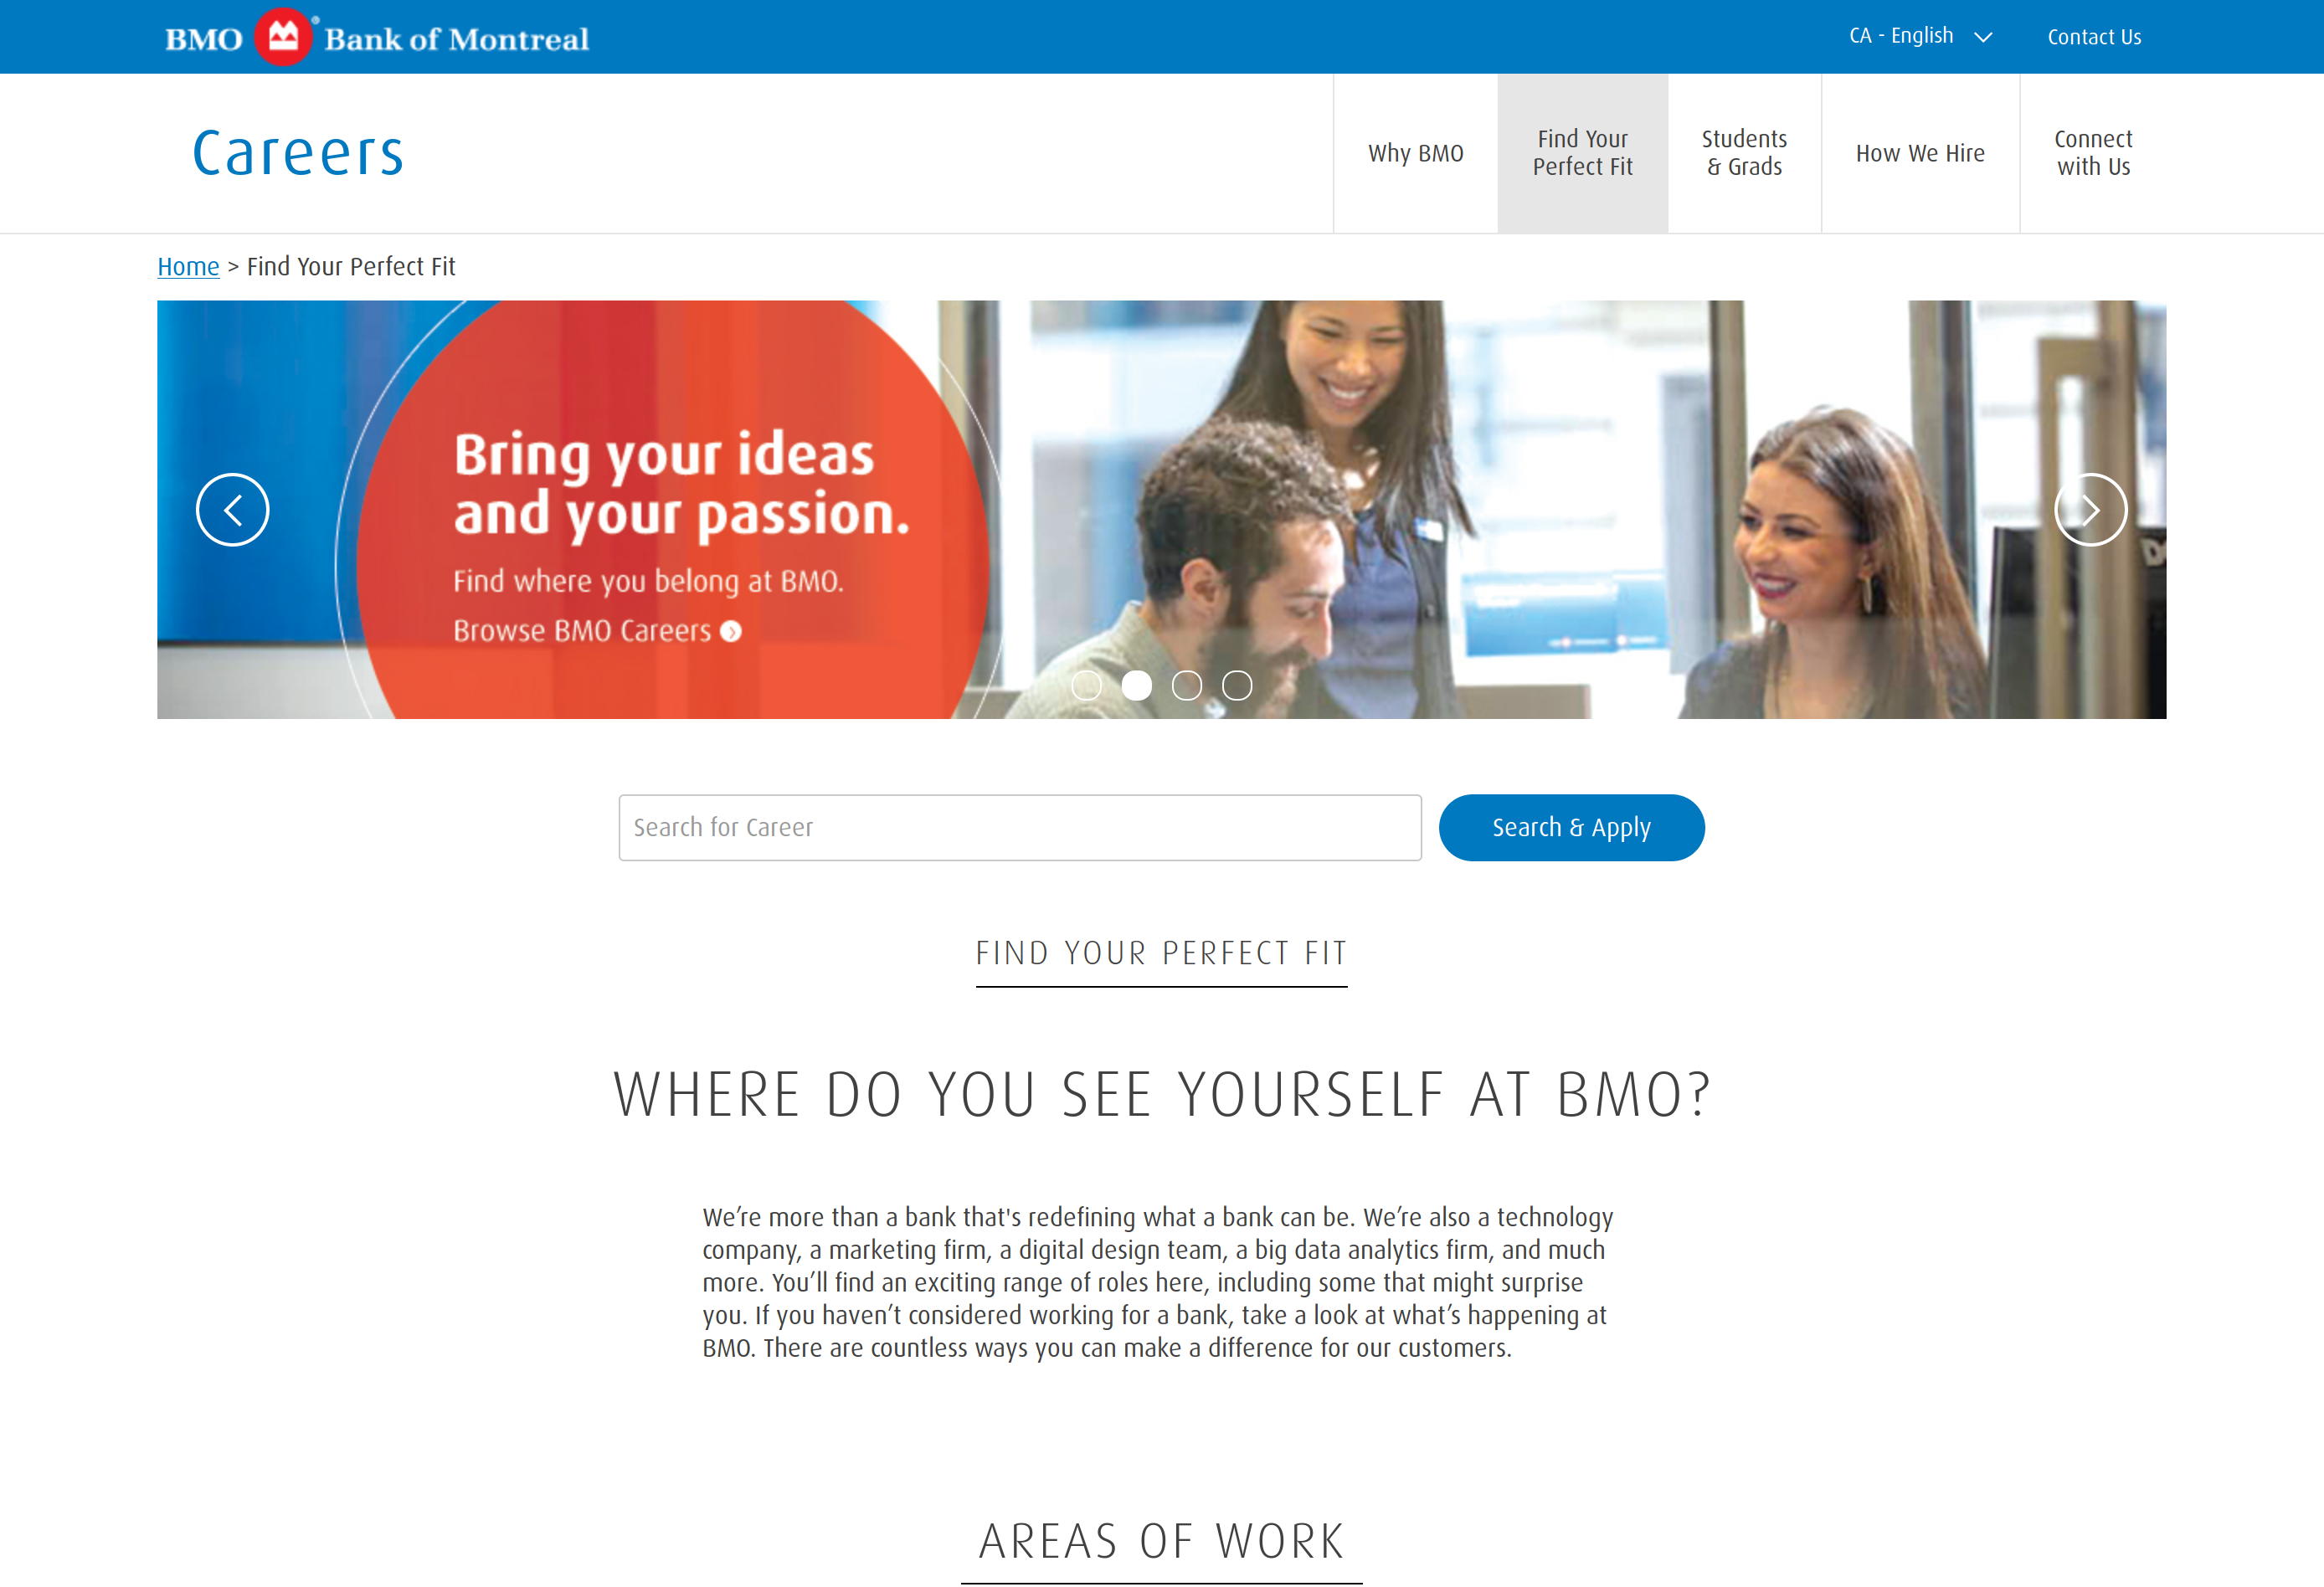 BMO Bank of Montreal
CA - English
Contact Us
Careers
Why BMO
Find Your
Perfect Fit
Students
& Grads
How We Hire
Connect
with Us
Home > Find Your Perfect Fit
Bring your ideas
and your passion.
Find where you belong at BMO.
Browse BMO Careers
Search for Career
Search & Apply
FIND YOUR PERFECT FIT
WHERE DO YOU SEE YOURSELF AT BMO?
We’re more than a bank that's redefining what a bank can be. We’re also a technology
company, a marketing firm, a digital design team, a big data analytics firm, and much
more. You’ll find an exciting range of roles here, including some that might surprise
you. If you haven’t considered working for a bank, take a look at what’s happening at
BMO. There are countless ways you can make a difference for our customers.
AREAS OF WORK